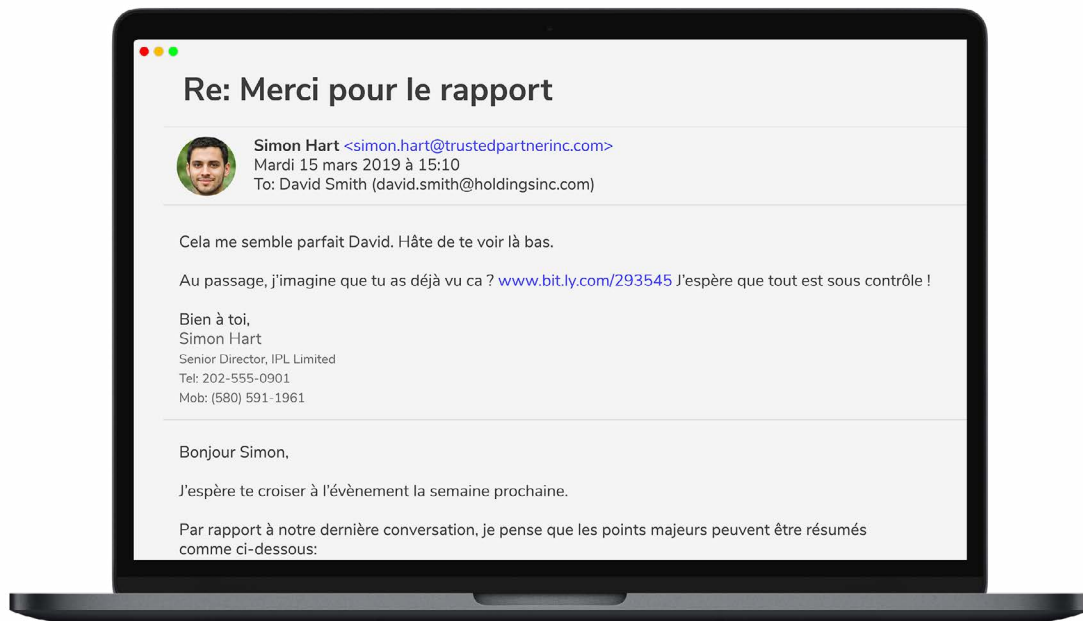 Re: Merci pour le rapport
Simon Hart <simon.hart@trustedpartnerinc.com>
Mardi 15 mars 2019 à 15:10
To: David Smith (david.smith@holdingsinc.com)
Cela me semble parfait David. Hâte de te voir là bas.
Au passage, j'imagine que tu as déjà vu ca ? www.bit.ly.com/293545 J'espère que tout est sous contrôle !
Bien à toi,
Simon Hart
Senior Director, IPL Limited
Tel: 202-555-0901
Mob: (580) 591-1961
Bonjour Simon,
J'espère te croiser à l'évènement la semaine prochaine.
Par rapport à notre dernière conversation, je pense que les points majeurs peuvent être résumés
comme ci-dessous: